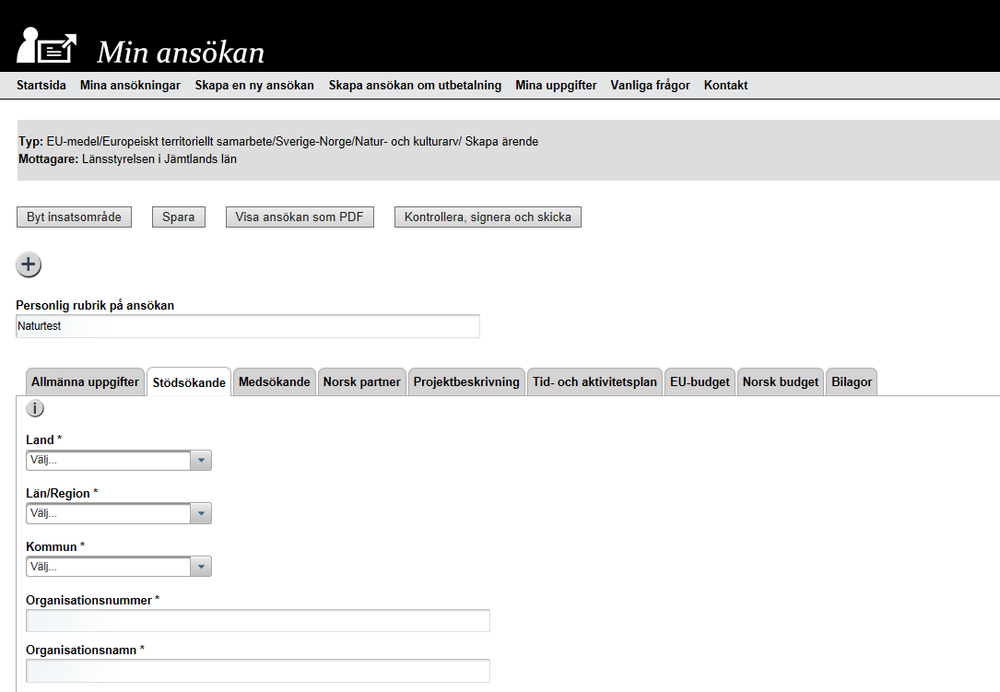 Min ansökan
Startsida Mina ansökningar Skapa en ny ansökan Skapa ansökan om utbetalning Mina uppgifter Vanliga frågor Kontakt
Typ: EU-medel/Europeiskt territoriellt samarbete/Sverige-Norge/Natur- och kulturarv/ Skapa ärende
Mottagare: Länsstyrelsen i Jämtlands län
Byt insatsområde Spara Visa ansökan som PDF Kontrollera, signera och skicka
Personlig rubrik på ansökan
Naturtest
Allmänna uppgifter Stödsökande Medsökande Norsk partner Projektbeskrivning Tid- och aktivitetsplan EU-budget Norsk budget Bilagor
i
Land *
Välj...
Län/Region *
Välj...
Kommun *
Välj...
Organisationsnummer *
Organisationsnamn *